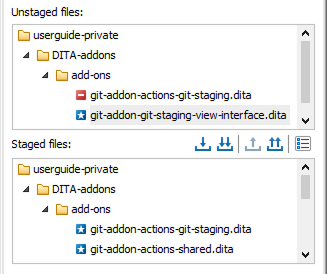 Unstaged files:
userguide-private
DITA-addons
add-ons
git-addon-actions-git-staging.dita
git-addon-git-staging-view-interface.dita
Staged files:
userguide-private
DITA-addons
add-ons
git-addon-actions-git-staging.dita
git-addon-actions-shared.dita